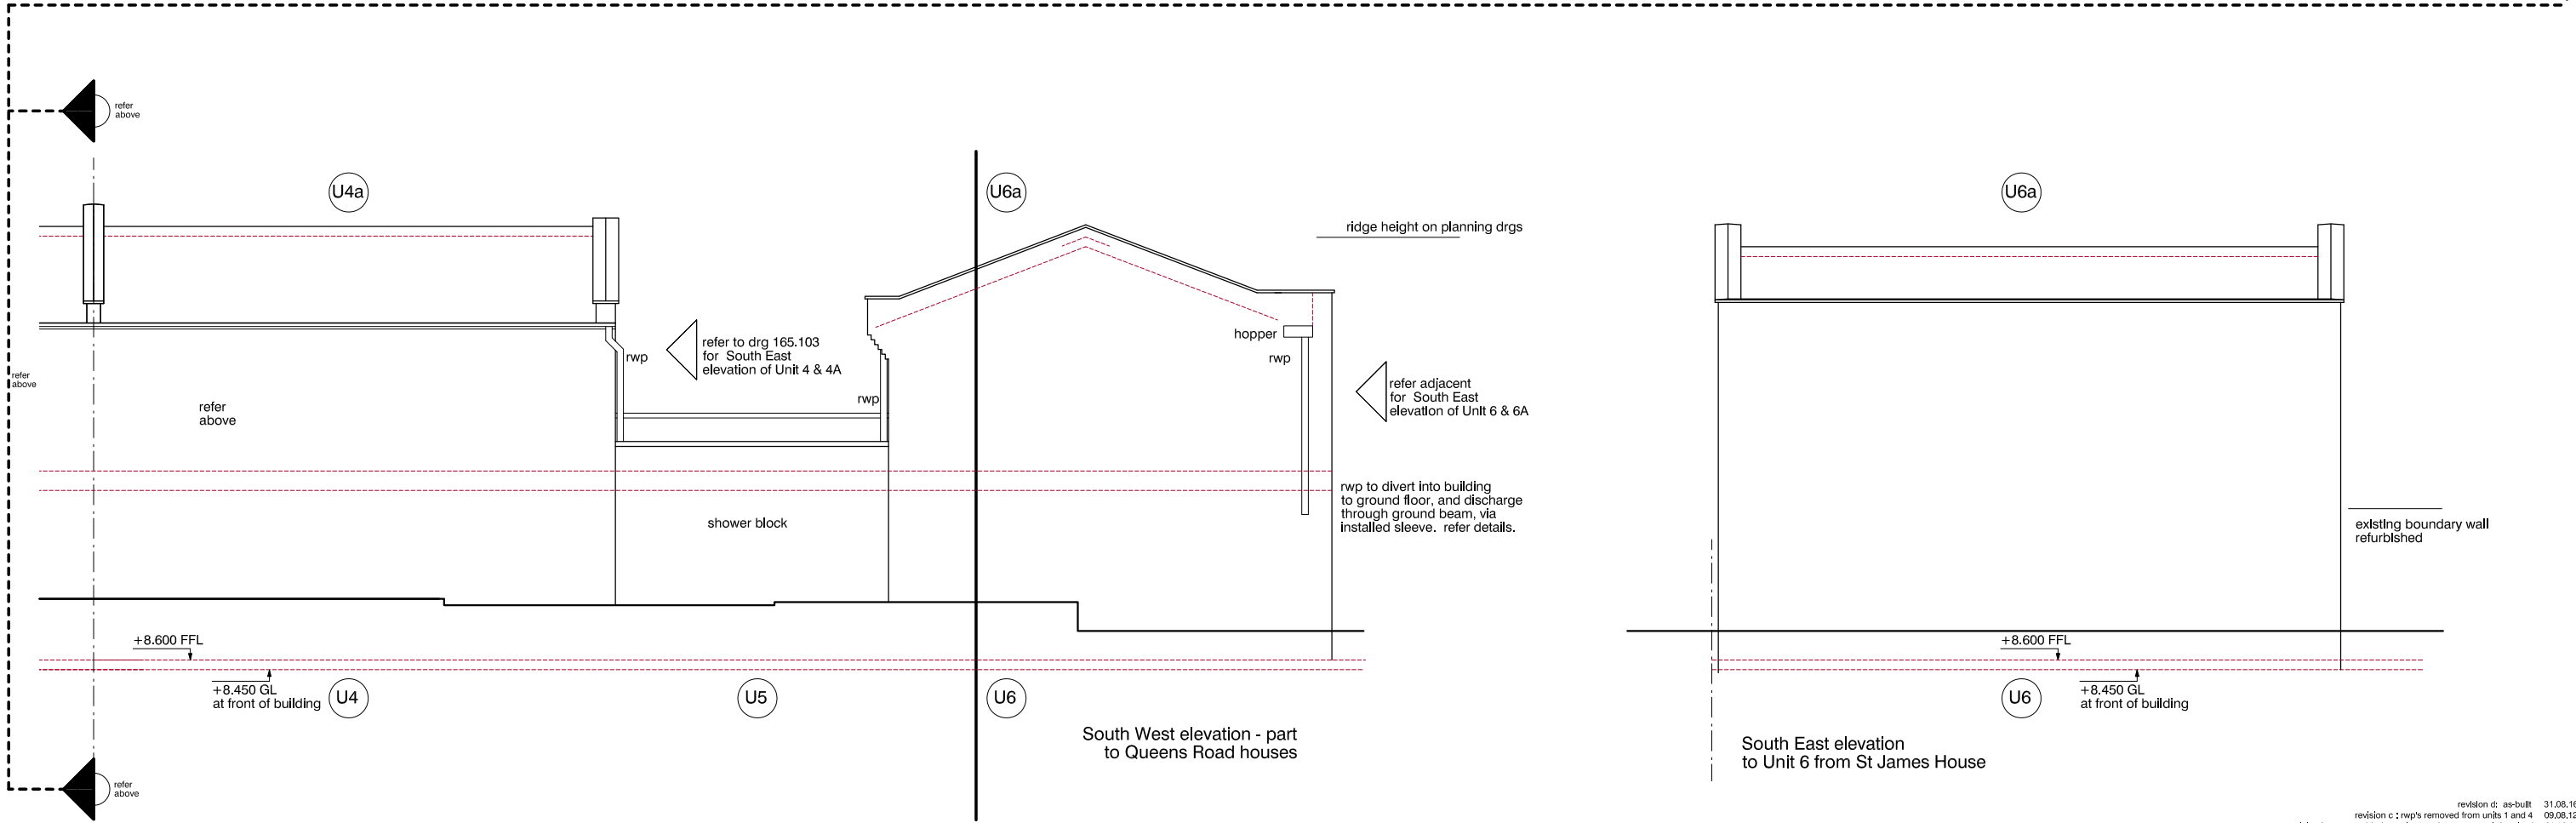 refer
above
U4a
U6a
U6a
ridge height on planning drgs
refer
above
refer
above
rwp
refer to drg 165.103
for South East
elevation of Unit 4 & 4A
rwp
hopper
rwp
refer adjacent
for South East
elevation of Unit 6 & 6A
rwp to divert into building
to ground floor, and discharge
through ground beam, via
installed sleeve. refer details.
shower block
existing boundary wall
refurbished
+8.600 FFL
+8.450 GL
at front of building
U4
U5
U6
+8.600 FFL
+8.450 GL
at front of building
U6
South West elevation - part
to Queens Road houses
South East elevation
to Unit 6 from St James House
refer
above
revision d: as-built 31.08.16
revision c : rwp's removed from units 1 and 4 09.08.12